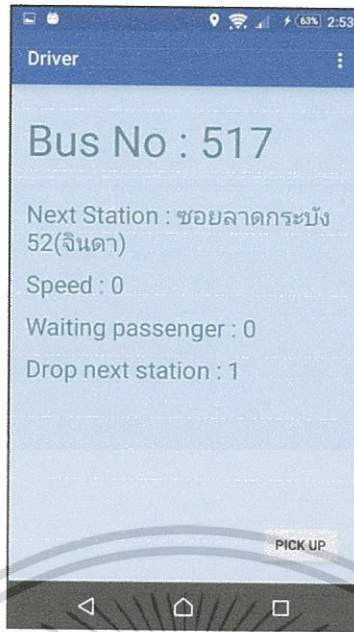 63% 2:53
Driver
Bus No : 517
Next Station : ซอยลาดกระบัง
52(จินดา)
Speed : 0
Waiting passenger : 0
Drop next station : 1
PICK UP